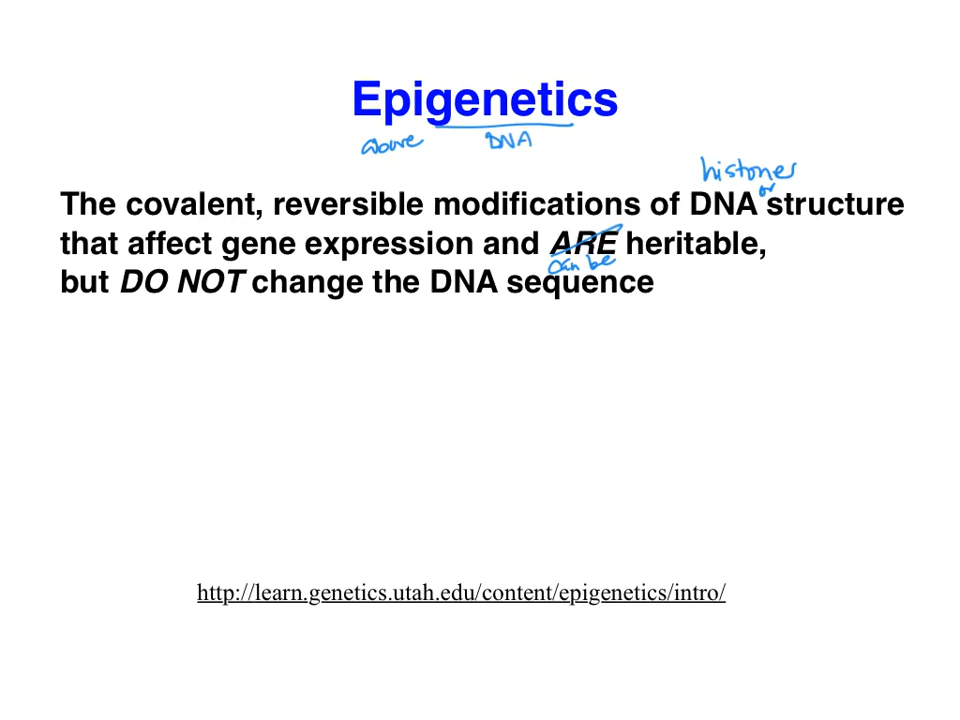 Epigenetics
above DNA
histones
or
The covalent, reversible modifications of DNA structure
that affect gene expression and ARE heritable,
can be
but DO NOT change the DNA sequence
http://learn.genetics.utah.edu/content/epigenetics/intro/